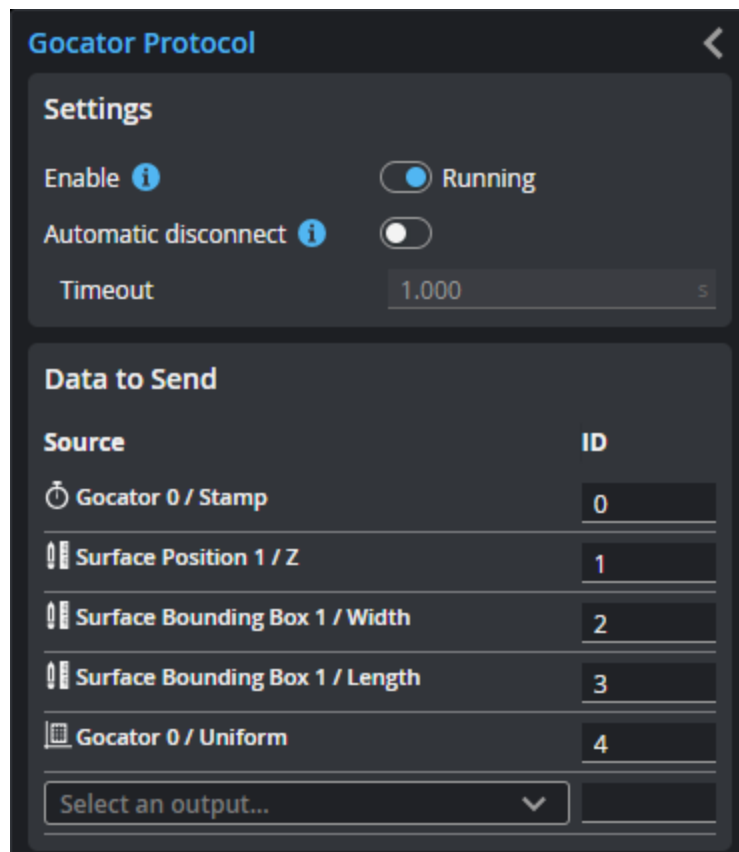 Gocator Protocol
Settings
Enable Running
Automatic disconnect
Timeout 1.000 s
Data to Send
Source ID
Gocator 0 / Stamp 0
Surface Position 1 / Z 1
Surface Bounding Box 1 / Width 2
Surface Bounding Box 1 / Length 3
Gocator 0 / Uniform 4
Select an output...